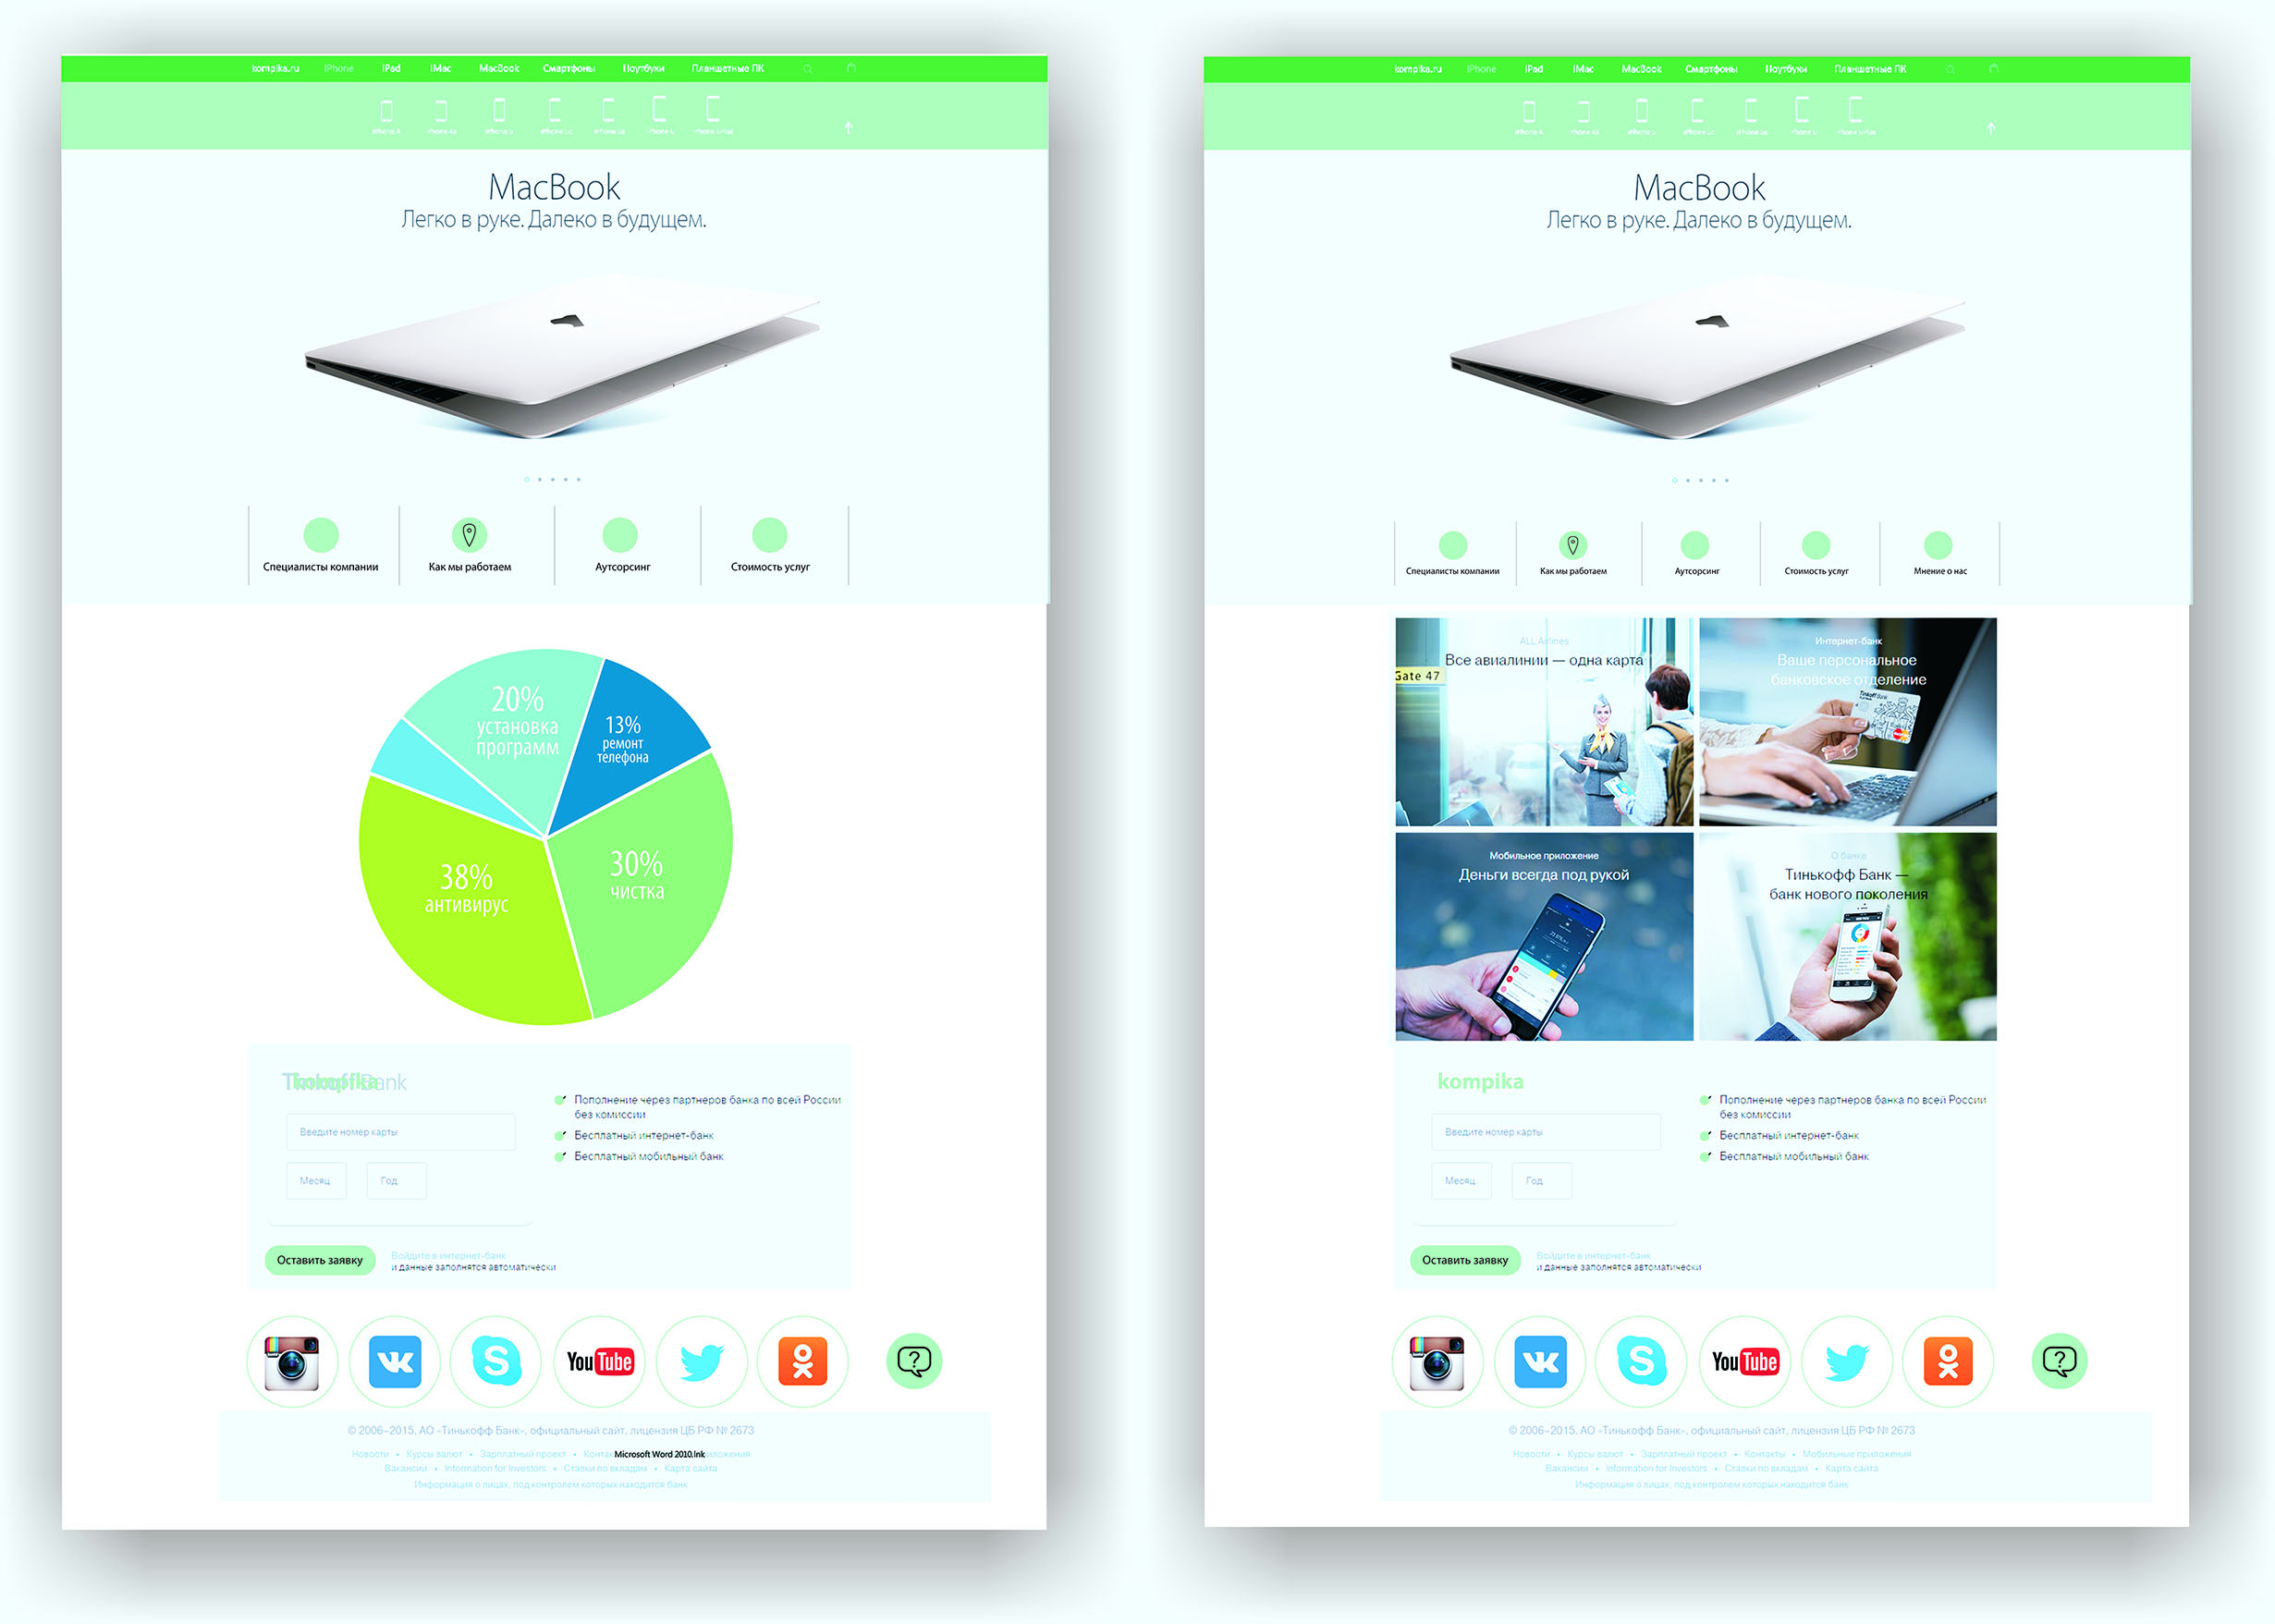 kompika.ru iPhone iPad iMac MacBook Смартфоны Ноутбуки Планшетные ПК
MacBook
Легко в руке. Далеко в будущем.
Специалисты компании Как мы работаем Аутсорсинг Стоимость услуг
20%
установка
программ
13%
ремонт
телефона
38%
антивирус
30%
чистка
kompika
Bank
Введите номер карты
Месяц Год
Пополнение через партнеров банка по всей России
без комиссии
Бесплатный интернет-банк
Бесплатный мобильный банк
Оставить заявку
Войдите в интернет-банк
и данные заполнятся автоматически
You Tube
© 2006–2015, АО «Тинькофф Банк», официальный сайт, лицензия ЦБ РФ № 2673
Новости • Курсы валют • Зарплатный проект • Microsoft Word 2010.lnk
Вакансии • Information for Investors • Ставки по вкладам • Карта сайта
Информация о лицах, под контролем которых находится банк
kompika.ru iPhone iPad iMac MacBook Смартфоны Ноутбуки Планшетные ПК
MacBook
Легко в руке. Далеко в будущем.
Специалисты компании Как мы работаем Аутсорсинг Стоимость услуг Мнение о нас
ALL Airlines
Все авиалинии — одна карта
Gate 47
Интернет-банк
Ваше персональное
банковское отделение
Мобильное приложение
Деньги всегда под рукой
О банке
Тинькофф Банк —
банк нового поколения
kompika
Введите номер карты
Месяц Год
Пополнение через партнеров банка по всей России
без комиссии
Бесплатный интернет-банк
Бесплатный мобильный банк
Оставить заявку
Войдите в интернет-банк
и данные заполнятся автоматически
You Tube
© 2006–2015, АО «Тинькофф Банк», официальный сайт, лицензия ЦБ РФ № 2673
Новости • Курсы валют • Зарплатный проект • Контакты • Мобильные приложения
Вакансии • Information for Investors • Ставки по вкладам • Карта сайта
Информация о лицах, под контролем которых находится банк